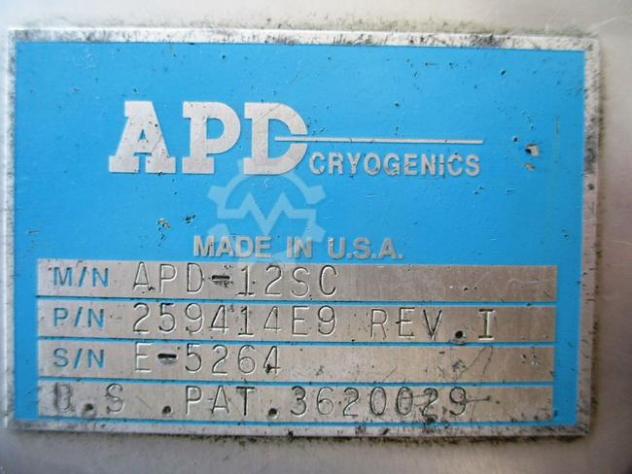 APD
CRYOGENICS
MADE IN U.S.A.
M/N APD-12SC
P/N 259414E9 REV.I
S/N E-5264
U.S.PAT.3620029